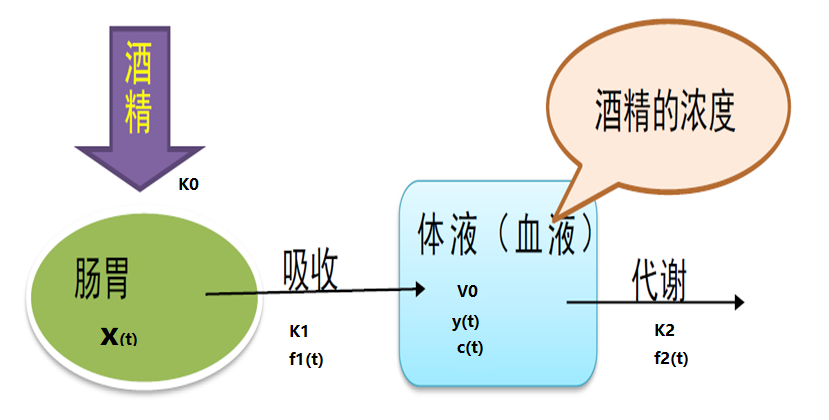 酒
精
K0
肠胃
X(t)
吸收
K1
f1(t)
体液（血液）
V0
y(t)
c(t)
酒精的浓度
代谢
K2
f2(t)